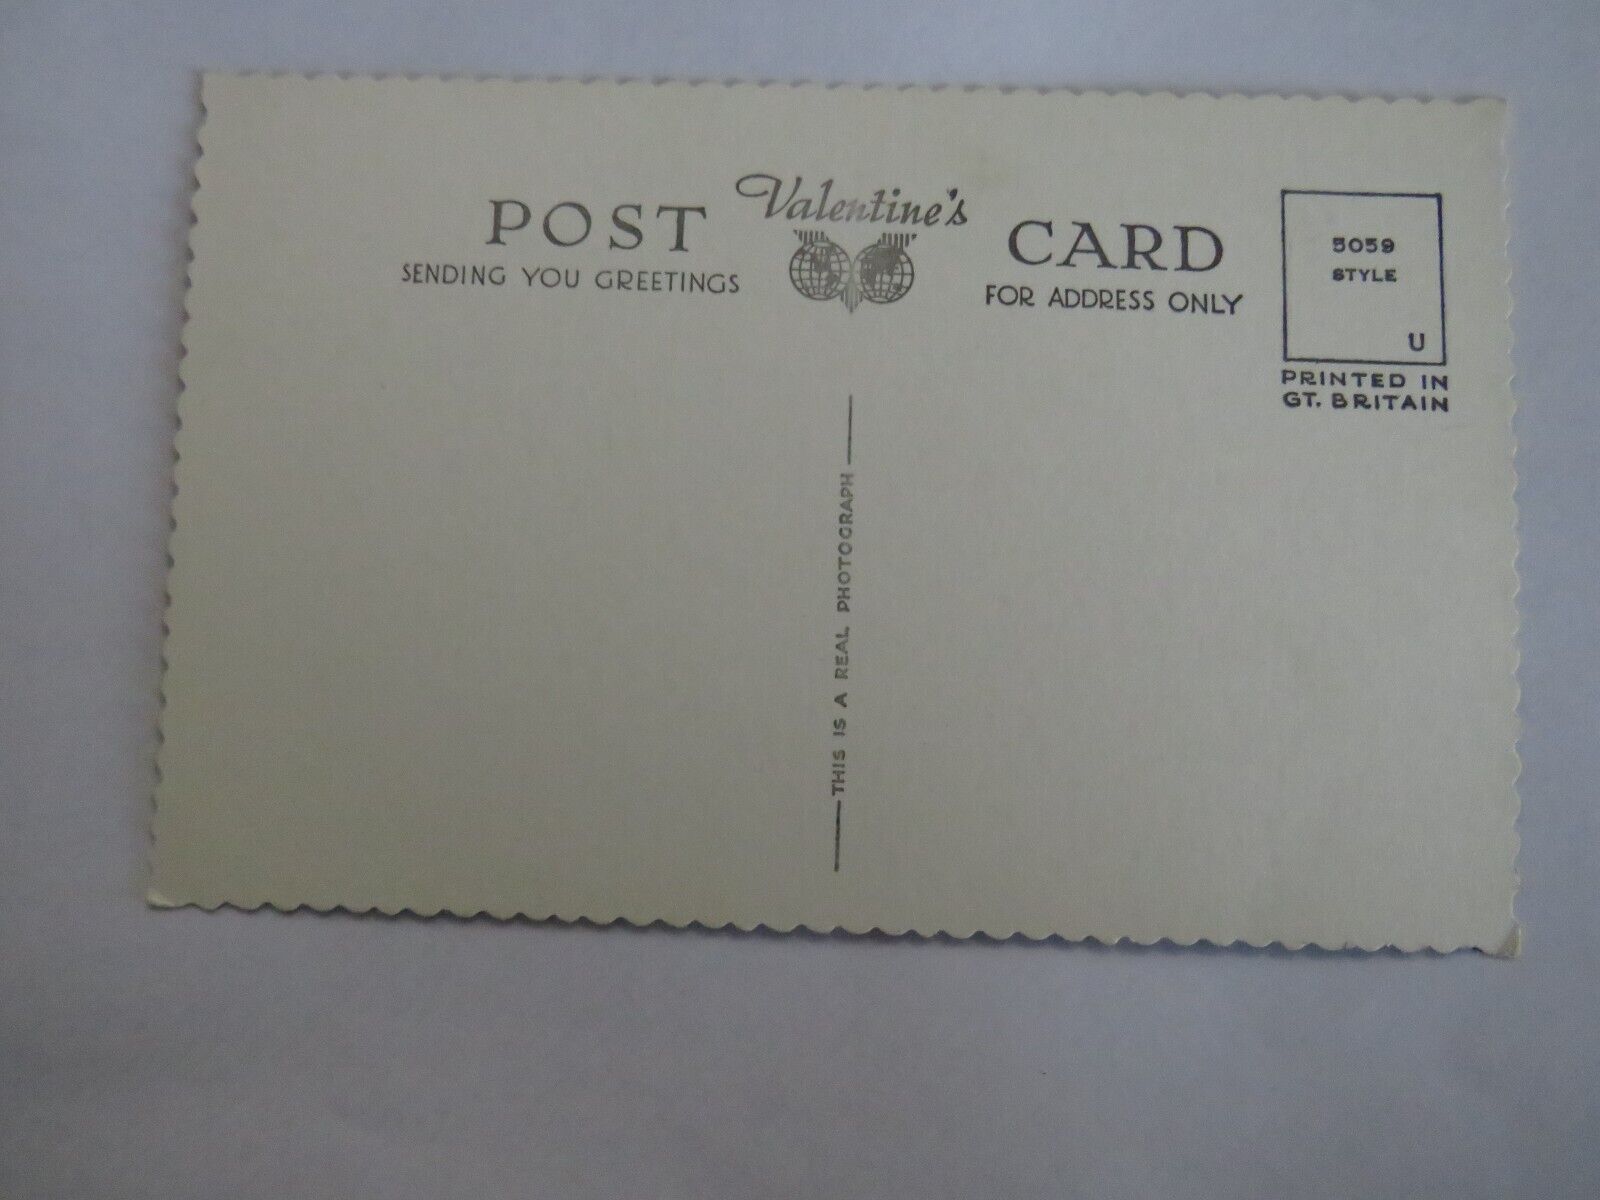 POST Valentine's CARD
SENDING YOU GREETINGS
FOR ADDRESS ONLY
5059
STYLE
U
PRINTED IN
GT. BRITAIN
THIS IS A REAL PHOTOGRAPH